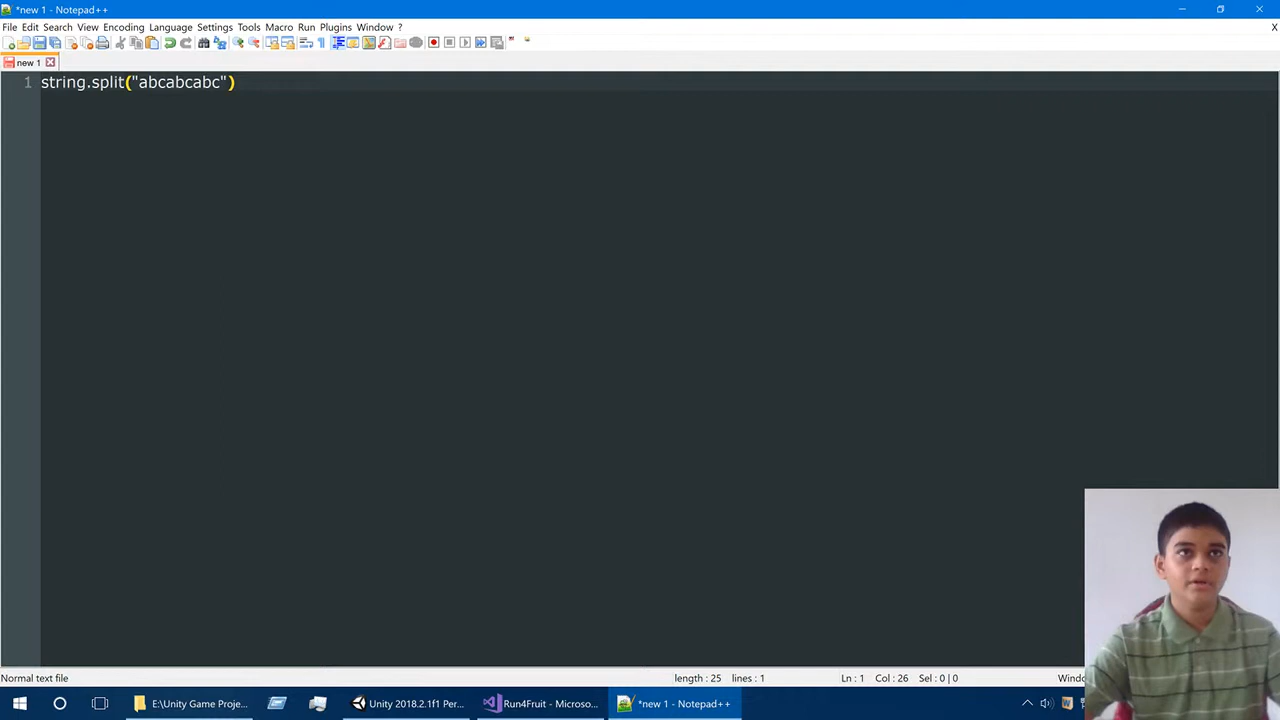 *new 1 - Notepad++
File Edit Search View Encoding Language Settings Tools Macro Run Plugins Window ? X
new 1
1 string.split("abcabcabc")
Normal text file length : 25 lines : 1 Ln : 1 Col : 26 Sel : 0 | 0 Windo
E:\Unity Game Proje... Unity 2018.2.1f1 Per... Run4Fruit - Microso... *new 1 - Notepad++